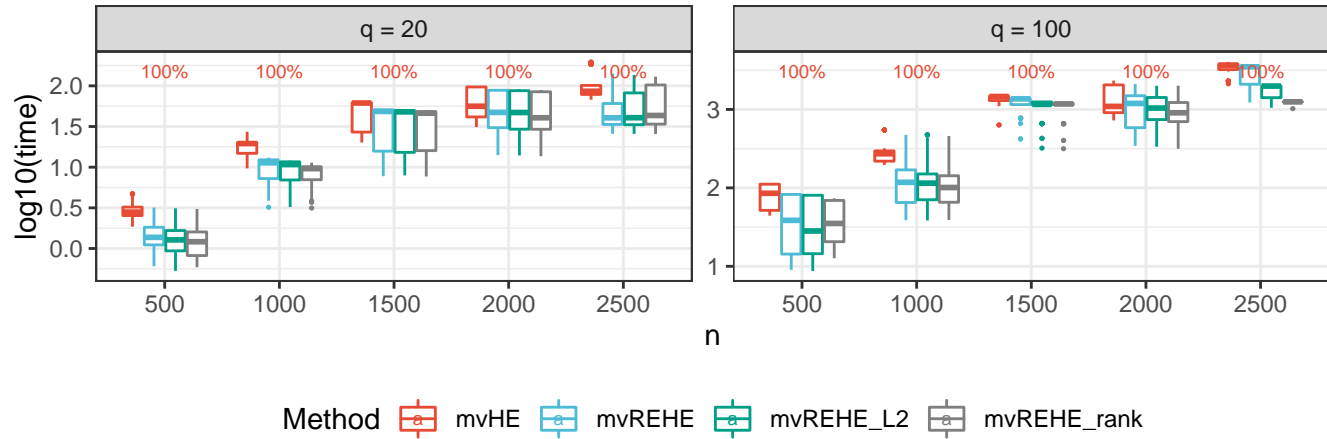 q = 20
q = 100
100% 100% 100% 100% 100%
100% 100% 100% 100% 100%
log10(time)
2.0
1.5
1.0
0.5
0.0
3
2
1
500 1000 1500 2000 2500
500 1000 1500 2000 2500
n
Method a mvHE a mvREHE a mvREHE_L2 a mvREHE_rank